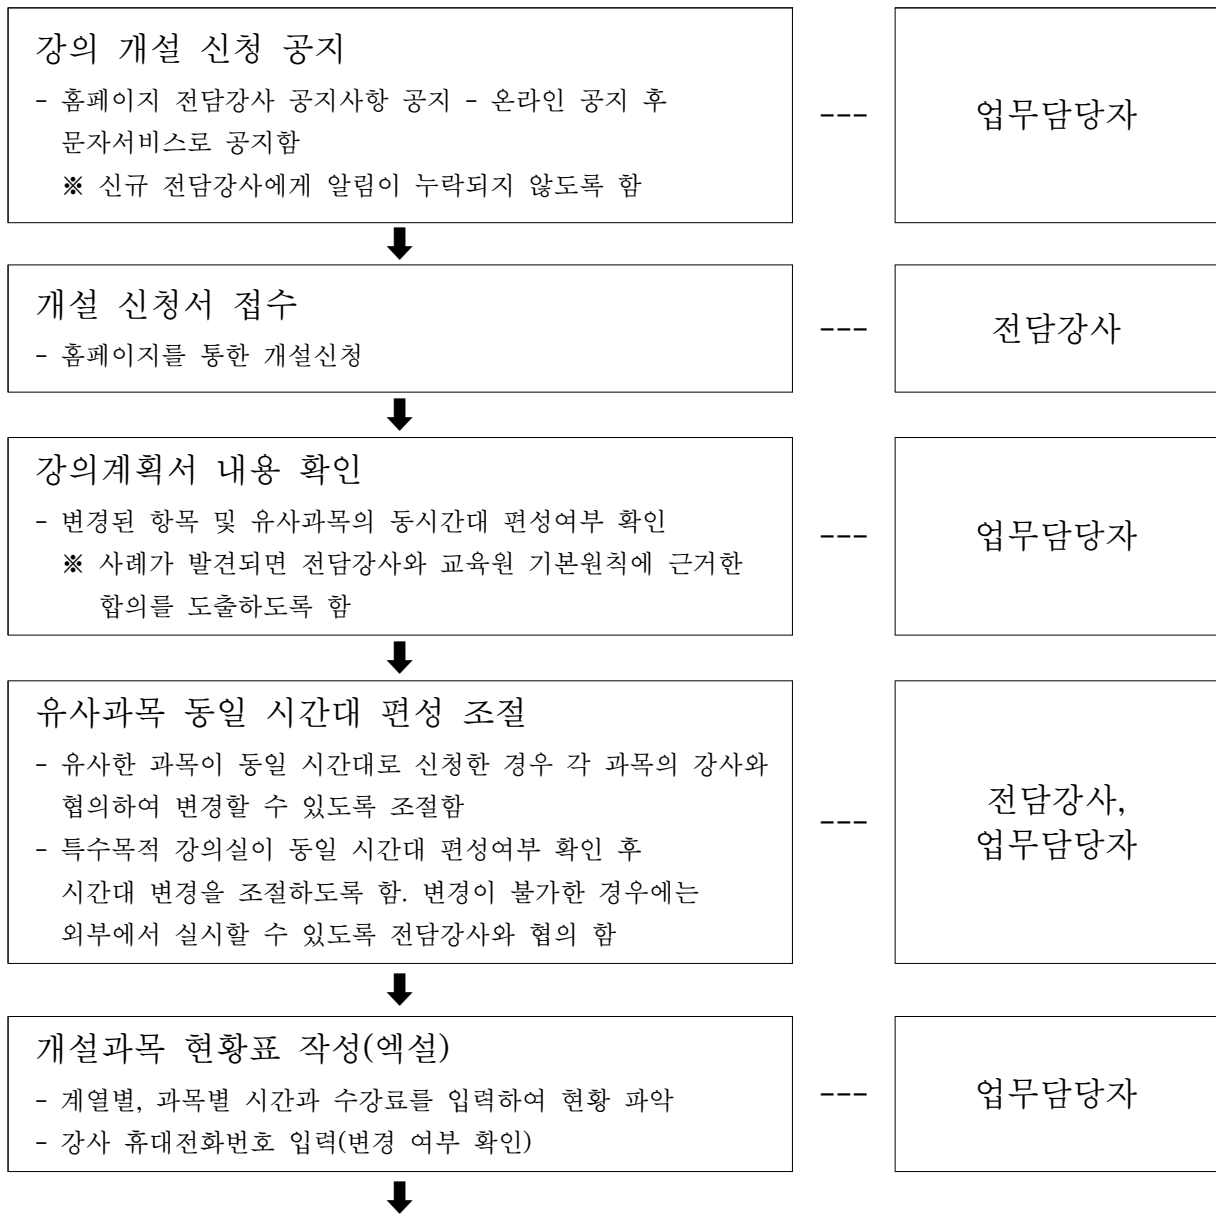 강의 개설 신청 공지
- 홈페이지 전담강사 공지사항 공지 - 온라인 공지 후
문자서비스로 공지함
※ 신규 전담강사에게 알림이 누락되지 않도록 함
---
업무담당자
개설 신청서 접수
- 홈페이지를 통한 개설신청
---
전담강사
강의계획서 내용 확인
- 변경된 항목 및 유사과목의 동시간대 편성여부 확인
※ 사례가 발견되면 전담강사와 교육원 기본원칙에 근거한
합의를 도출하도록 함
---
업무담당자
유사과목 동일 시간대 편성 조절
- 유사한 과목이 동일 시간대로 신청한 경우 각 과목의 강사와
협의하여 변경할 수 있도록 조절함
- 특수목적 강의실이 동일 시간대 편성여부 확인 후
시간대 변경을 조절하도록 함. 변경이 불가한 경우에는
외부에서 실시할 수 있도록 전담강사와 협의 함
---
전담강사,
업무담당자
개설과목 현황표 작성(엑설)
- 계열별, 과목별 시간과 수강료를 입력하여 현황 파악
- 강사 휴대전화번호 입력(변경 여부 확인)
---
업무담당자